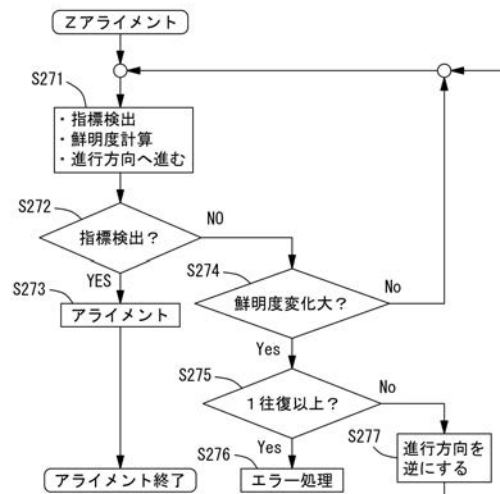 Zアライメント
S271
・指標検出
・鮮明度計算
・進行方向へ進む
S272
指標検出？
NO
YES
S274
S273
アライメント
鮮明度変化大？
No
Yes
S275
１往復以上？
No
Yes
S276
S277
進行方向を
逆にする
アライメント終了
エラー処理